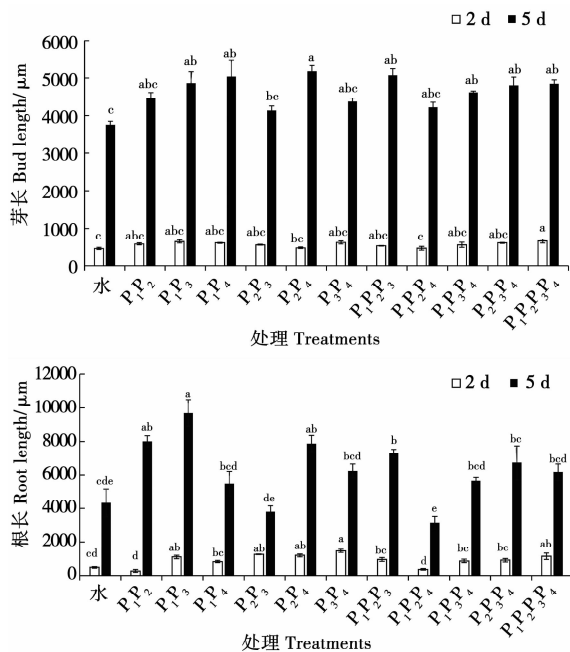 □ 2 d ■ 5 d
芽长 Bud length/μm
7000
6000
5000
4000
3000
2000
1000
0
c abc ab ab bc a abc ab abc ab ab ab
c abc abc abc abc bc abc abc c abc abc a
水 P₁P₂ P₁P₃ P₁P₄ P₂P₃ P₂P₄ P₃P₄ P₁P₂P₃ P₁P₂P₄ P₁P₃P₄ P₂P₃P₄ P₁P₂P₃P₄
处理 Treatments
□ 2 d ■ 5 d
根长 Root length/μm
12000
10000
8000
6000
4000
2000
0
cde ab a bcd de ab bcd b e bcd bc bcd
cd d ab bc ab ab a bc d bc bc ab
水 P₁P₂ P₁P₃ P₁P₄ P₂P₃ P₂P₄ P₃P₄ P₁P₂P₃ P₁P₂P₄ P₁P₃P₄ P₂P₃P₄ P₁P₂P₃P₄
处理 Treatments